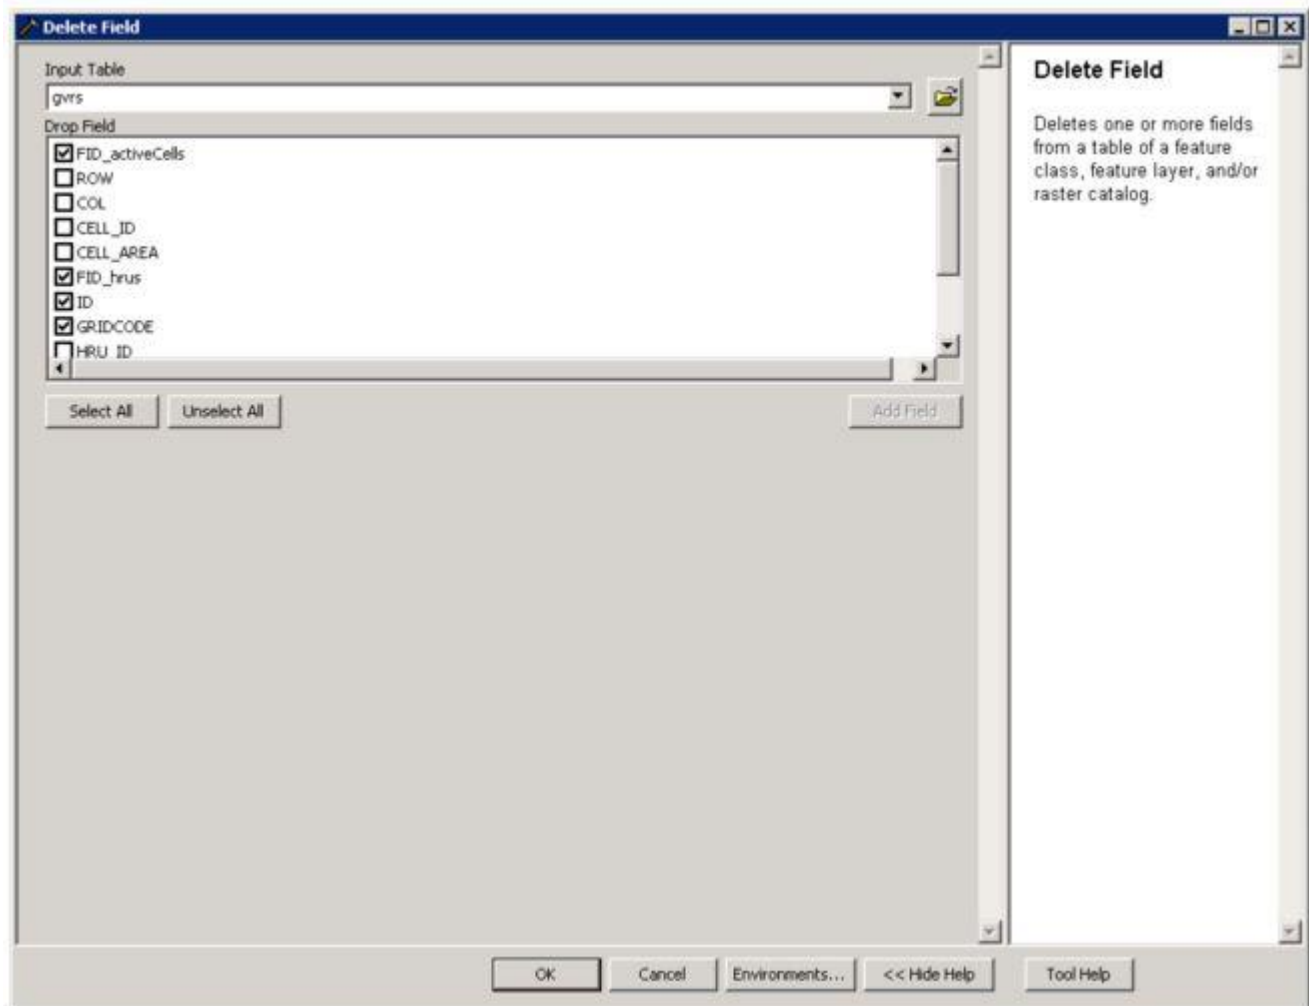 Delete Field
Input Table
gvrs
Drop Field
FID_activeCells
ROW
COL
CELL_ID
CELL_AREA
FID_hrus
ID
GRIDCODE
HRU_ID
Select All
Unselect All
Add Field
Delete Field
Deletes one or more fields
from a table of a feature
class, feature layer, and/or
raster catalog.
OK
Cancel
Environments...
<< Hide Help
Tool Help